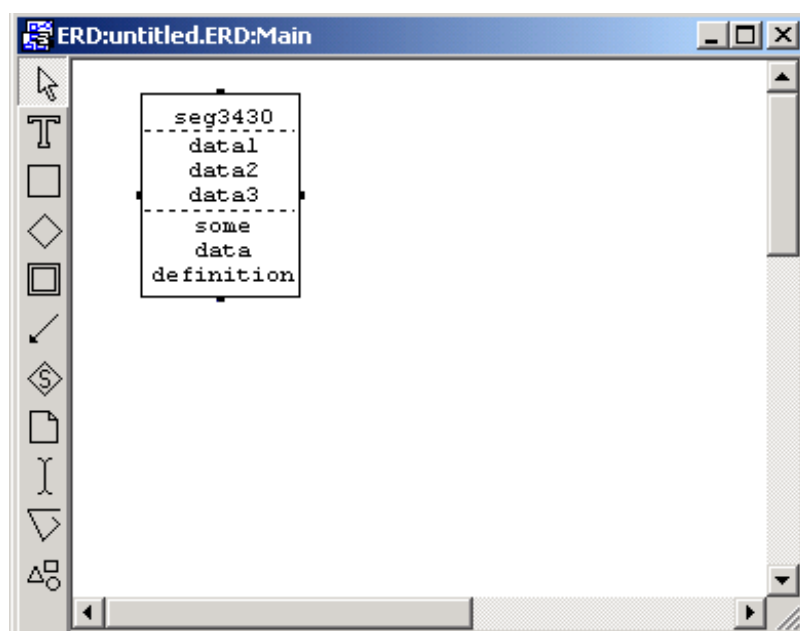 ERD:untitled.ERD:Main
seg3430
data1
data2
data3
some
data
definition
T
S